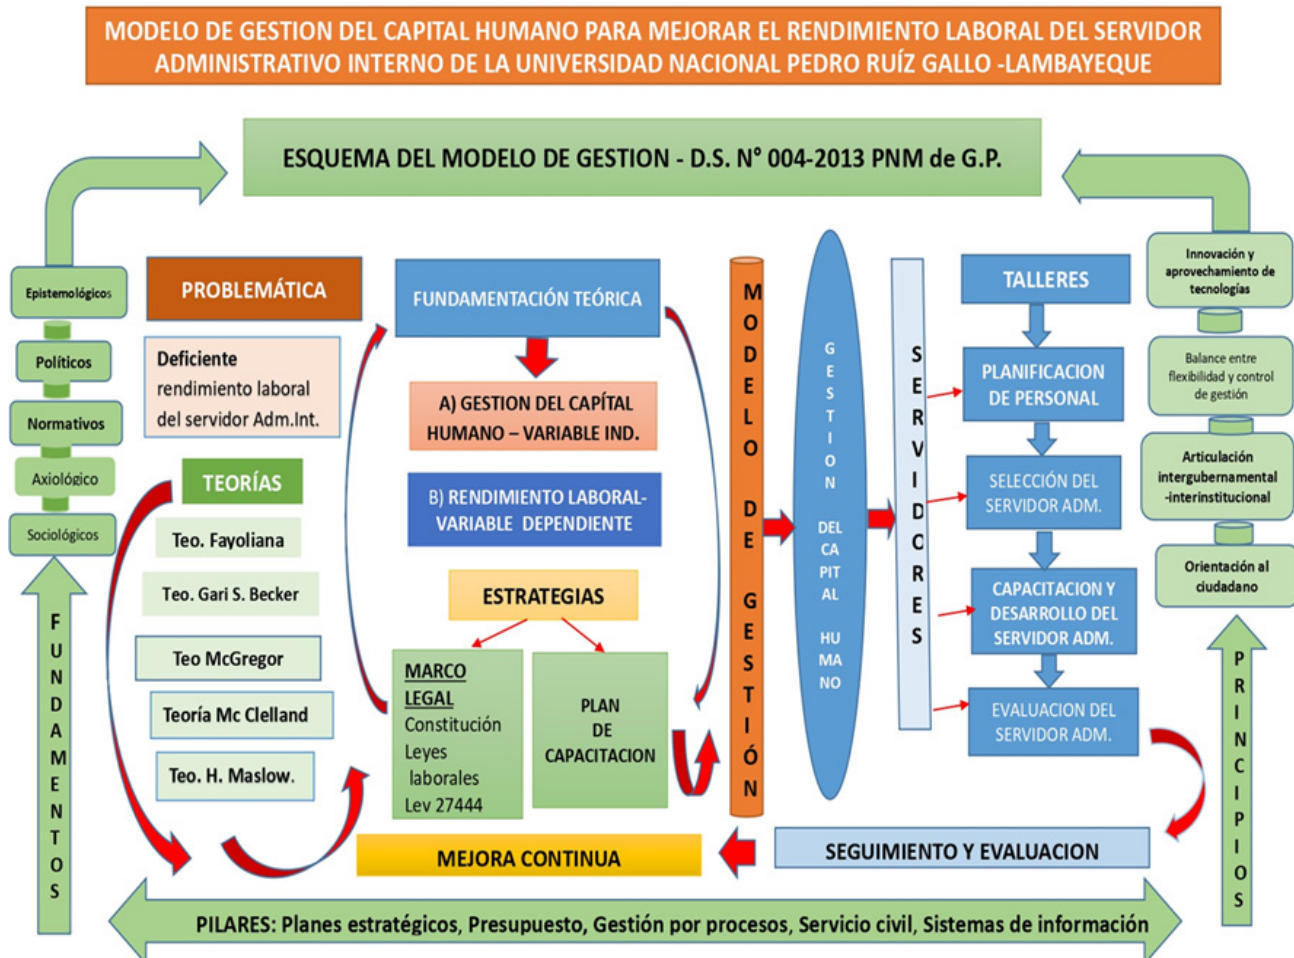 MODELO DE GESTION DEL CAPITAL HUMANO PARA MEJORAR EL RENDIMIENTO LABORAL DEL SERVIDOR
ADMINISTRATIVO INTERNO DE LA UNIVERSIDAD NACIONAL PEDRO RUÍZ GALLO -LAMBAYEQUE
ESQUEMA DEL MODELO DE GESTION - D.S. N° 004-2013 PNM de G.P.
Epistemológicos
Políticos
Normativos
Axiológico
Sociológicos
FUNDAMENTOS
PROBLEMÁTICA
Deficiente
rendimiento laboral
del servidor Adm.Int.
TEORÍAS
Teo. Fayoliana
Teo. Gari S. Becker
Teo McGregor
Teoría Mc Clelland
Teo. H. Maslow.
FUNDAMENTACIÓN TEÓRICA
A) GESTION DEL CAPÍTAL
HUMANO – VARIABLE IND.
B) RENDIMIENTO LABORAL-
VARIABLE DEPENDIENTE
ESTRATEGIAS
MARCO
LEGAL
Constitución
Leyes
laborales
Lev 27444
PLAN
DE
CAPACITACION
MODELO DE GESTIÓN
GESTION DEL CAPITAL HUMANO
SERVIDORES
TALLERES
PLANIFICACION
DE PERSONAL
SELECCIÓN DEL
SERVIDOR ADM.
CAPACITACION Y
DESARROLLO DEL
SERVIDOR ADM.
EVALUACION DEL
SERVIDOR ADM.
Innovación y
aprovechamiento de
tecnologías
Balance entre
flexibilidad y control
de gestión
Articulación
intergubernamental
-interinstitucional
Orientación al
ciudadano
PRINCIPIOS
MEJORA CONTINUA
SEGUIMIENTO Y EVALUACION
PILARES: Planes estratégicos, Presupuesto, Gestión por procesos, Servicio civil, Sistemas de información